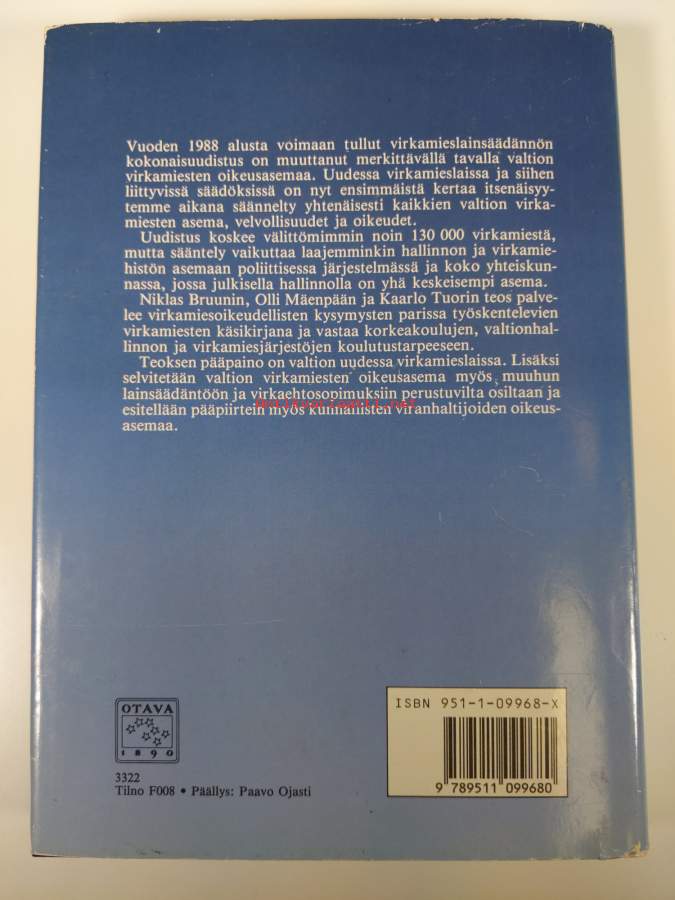 Vuoden 1988 alusta voimaan tullut virkamieslainsäädännön
kokonaisuudistus on muuttanut merkittävällä tavalla valtion
virkamiesten oikeusasemaa. Uudessa virkamieslaissa ja siihen
liittyvissä säädöksissä on nyt ensimmäistä kertaa itsenäisyy-
temme aikana säännelty yhtenäisesti kaikkien valtion virka-
miesten asema, velvollisuudet ja oikeudet.
Uudistus koskee välittömimmin noin 130 000 virkamiestä,
mutta sääntely vaikuttaa laajemminkin hallinnon ja virkamie-
histön asemaan poliittisessa järjestelmässä ja koko yhteiskun-
nassa, jossa julkisella hallinnolla on yhä keskeisempi asema.
Niklas Bruunin, Olli Mäenpään ja Kaarlo Tuorin teos palve-
lee virkamiesoikeudellisten kysymysten parissa työskentelevien
virkamiesten käsikirjana ja vastaa korkeakoulujen, valtionhal-
linnon ja virkamiesjärjestöjen koulutustarpeeseen.
Teoksen pääpaino on valtion uudessa virkamieslaissa. Lisäksi
selvitetään valtion virkamiesten oikeusasema myös muuhun
lainsäädäntöön ja virkaehtosopimuksiin perustuvilta osiltaan ja
Antikvariaatti.net
esitellään pääpiirtein myös kunnallisten viranhaltijoiden oikeus-
asemaa.
OTAVA
1890
3322
Tilno F008 • Päällys: Paavo Ojasti
ISBN 951-1-09968-X
9 789511 099680